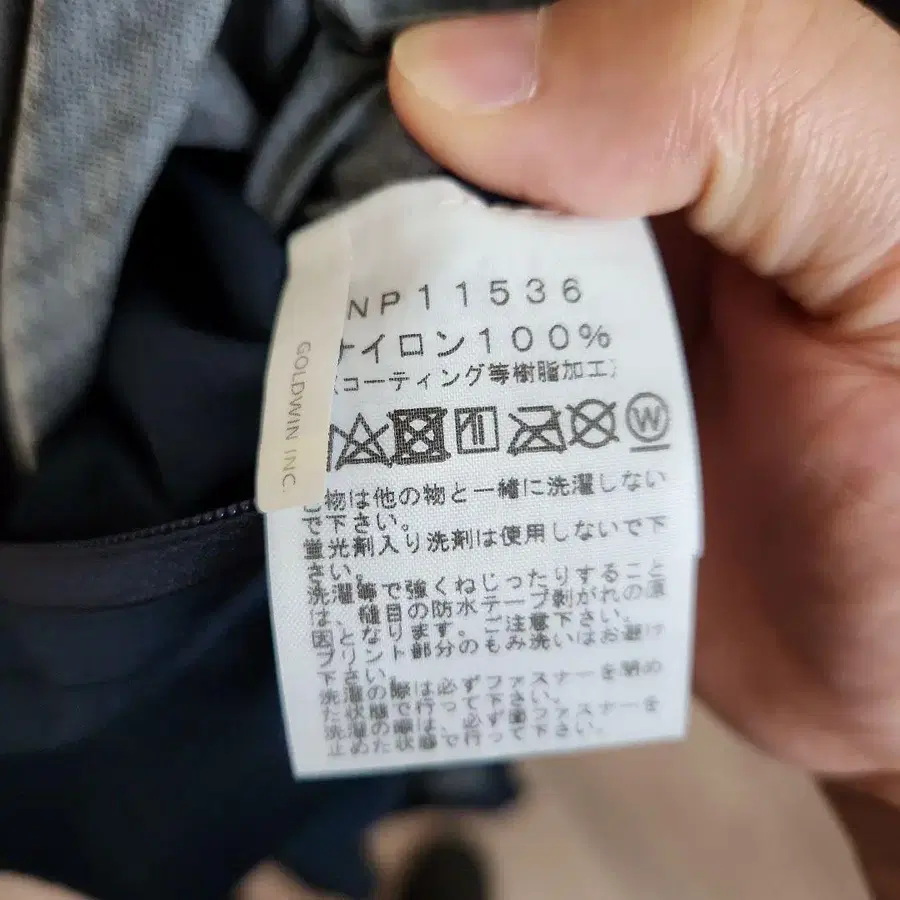 NP11536
ナイロン100%
(コーティング等樹脂加工)
GOLDWIN INC.
W
物は他の物と一緒に洗濯しない
で下さい。
蛍光剤入り洗剤は使用しないで下
さい。
洗濯等で強くねじったりすること
は、縫目の防水テープ剥がれの原
因となります。ご注意下さい。
プリント部分のもみ洗いはお避け
下さい。
洗濯の際は必ずファスナーを閉め
た状態で行って下さい。